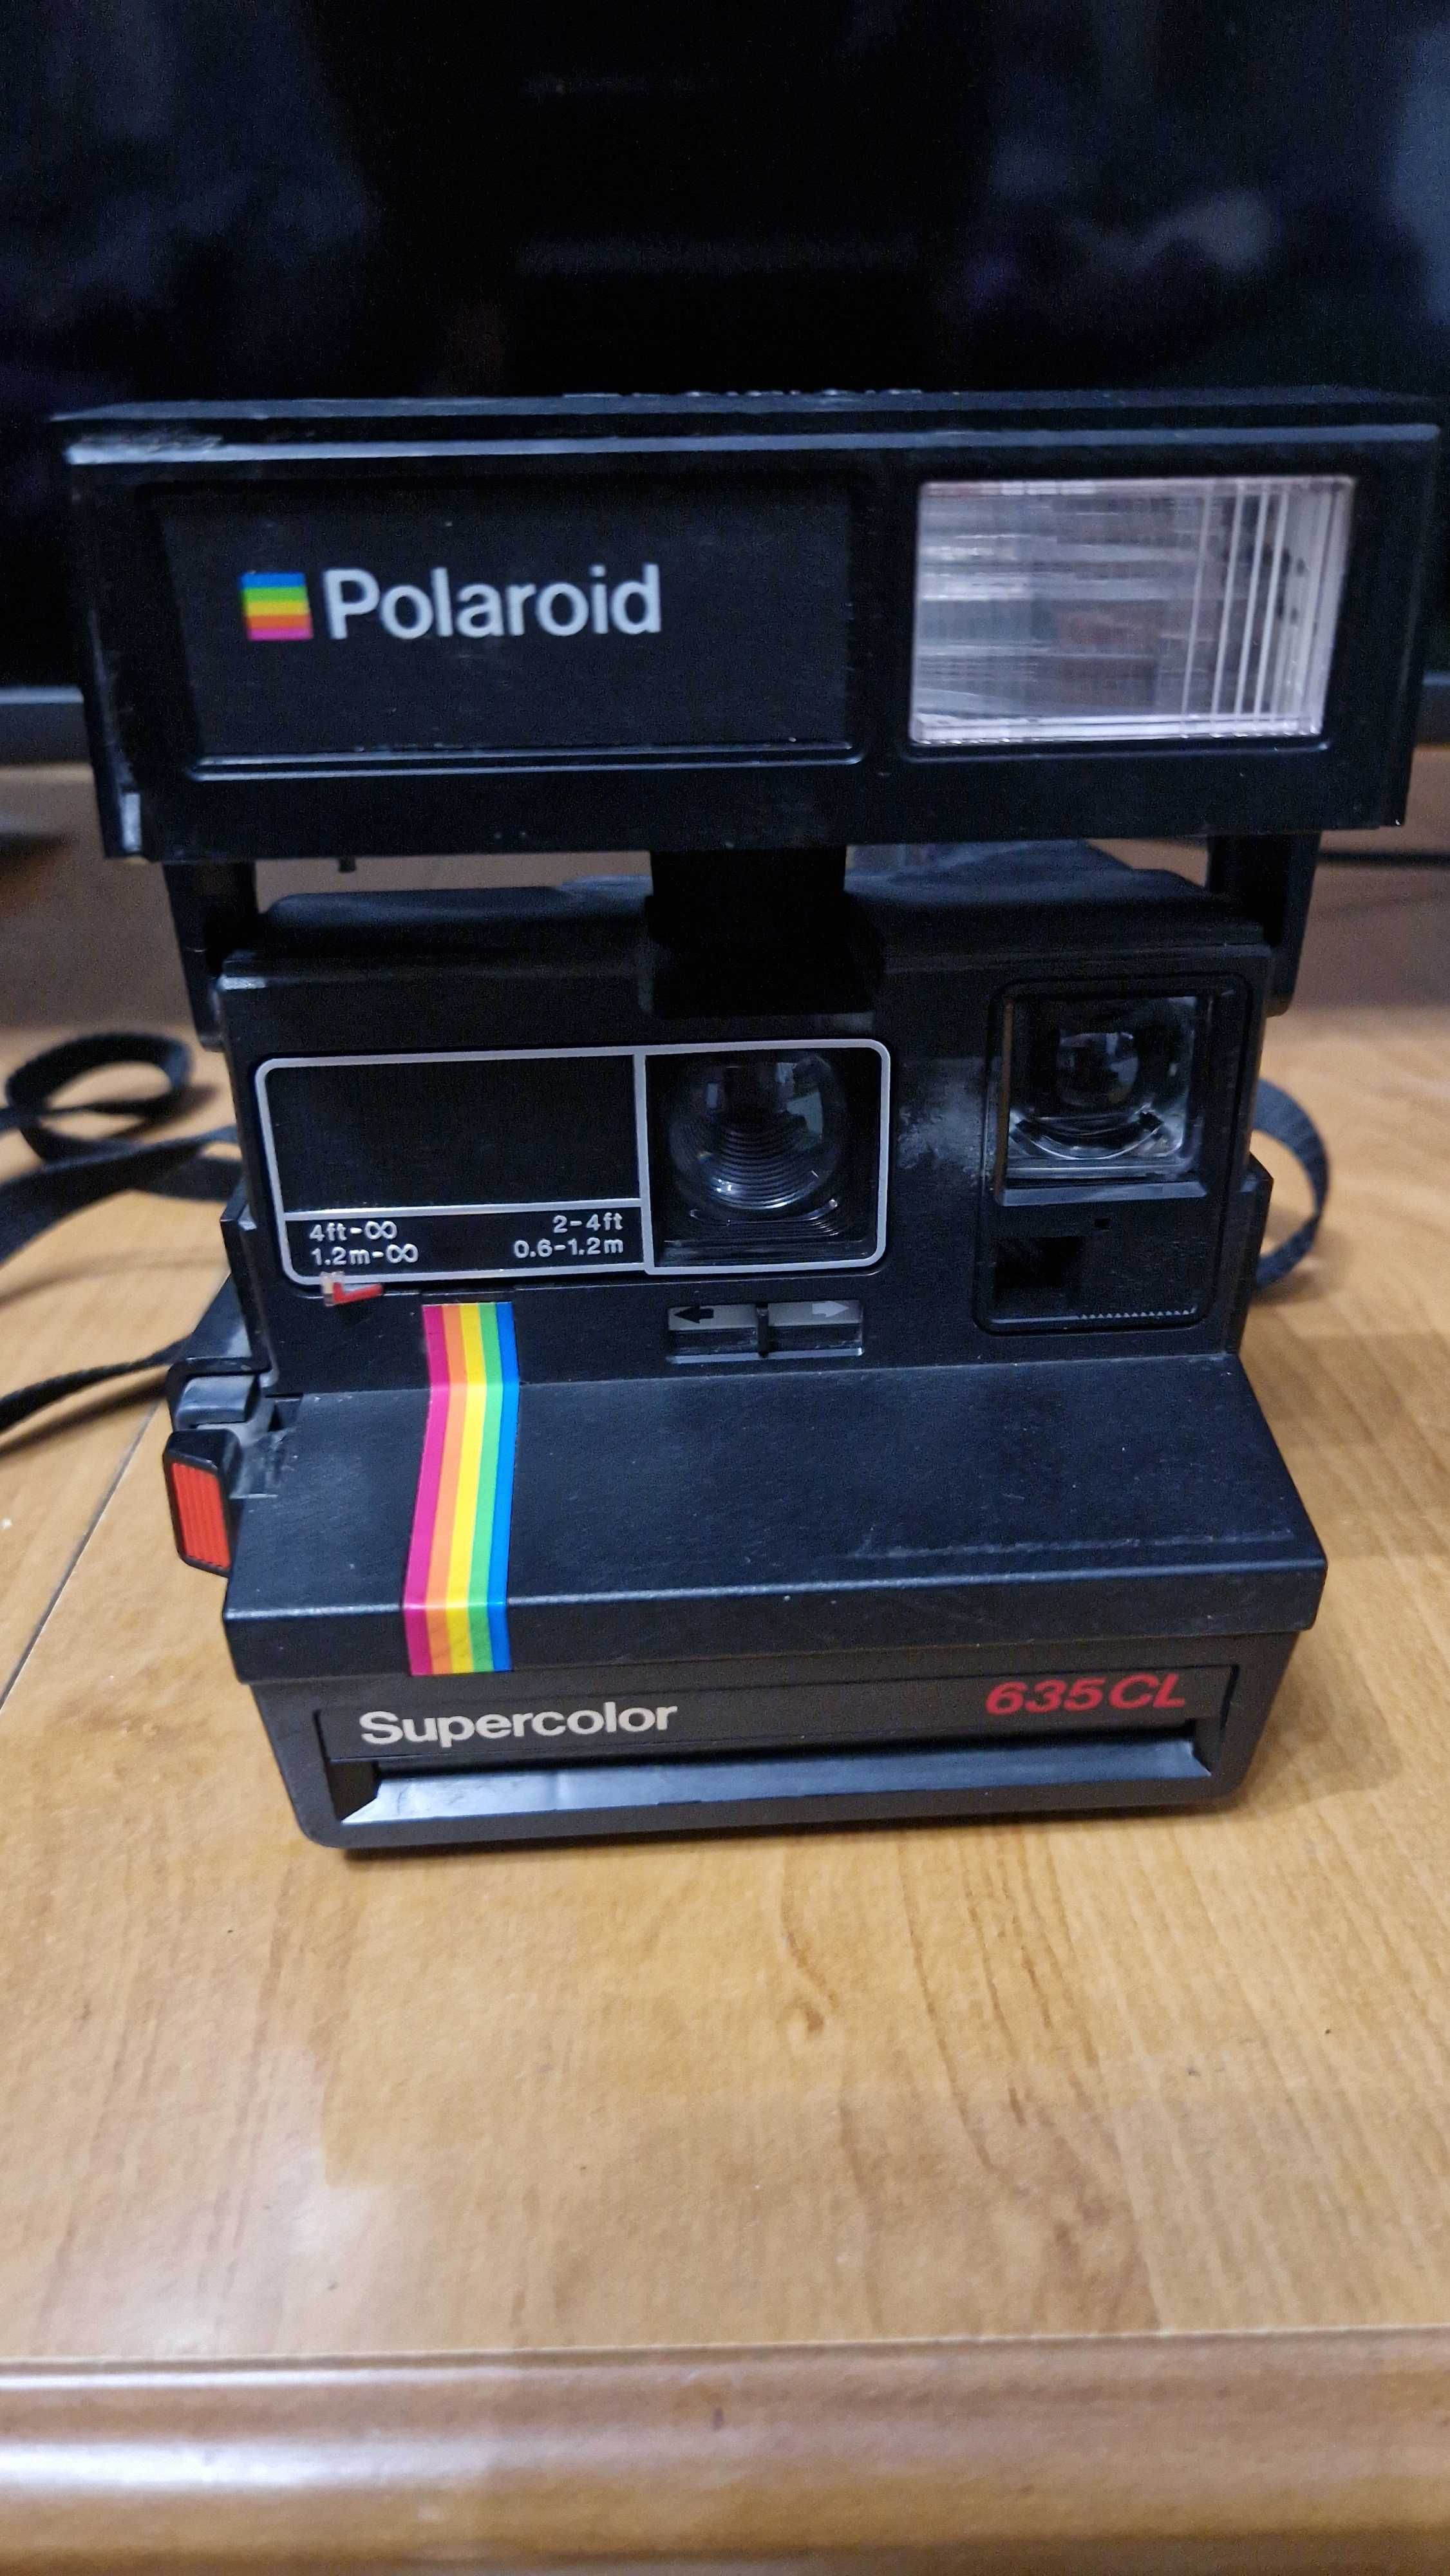 Polaroid
4ft-∞ 2-4ft
1.2m-∞ 0.6-1.2m
Supercolor 635CL